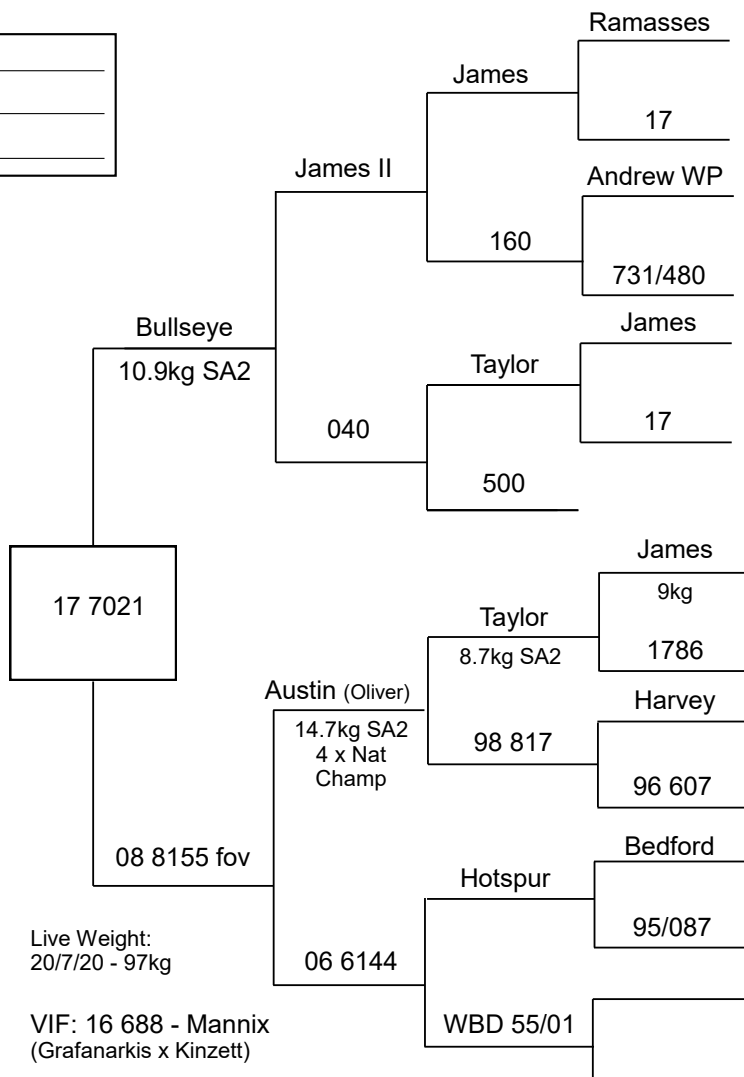 Ramasses
James
17
James II
Andrew WP
160
731/480
Bullseye
James
10.9kg SA2
Taylor
040
17
500
17 7021
James
9kg
Taylor
1786
8.7kg SA2
Austin (Oliver)
Harvey
14.7kg SA2
4 x Nat
Champ
98 817
96 607
08 8155 fov
Bedford
Hotspur
95/087
Live Weight:
20/7/20 - 97kg
06 6144
VIF: 16 688 - Mannix
(Grafanarkis x Kinzett)
WBD 55/01